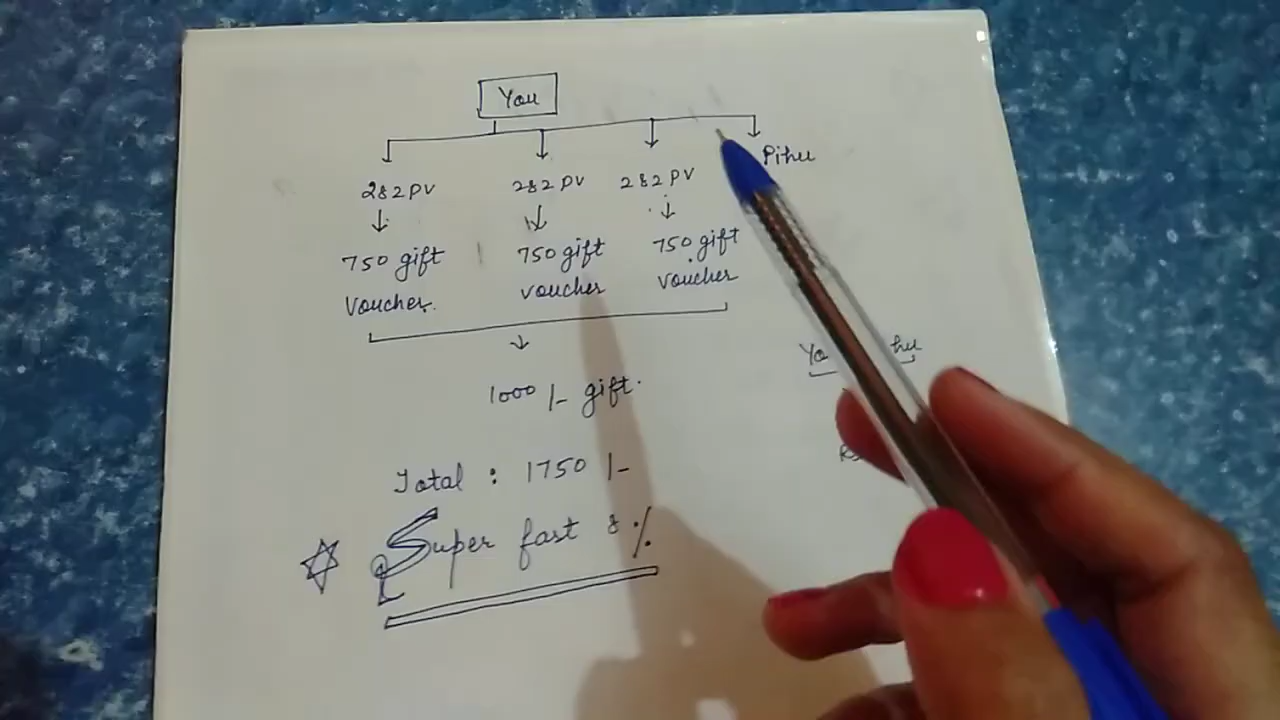 You
Pihu
282 PV 282 PV 282 PV
750 gift 750 gift 750 gift
voucher. voucher voucher
1000 /- gift.
Total : 1750 /-
Super fast 8%